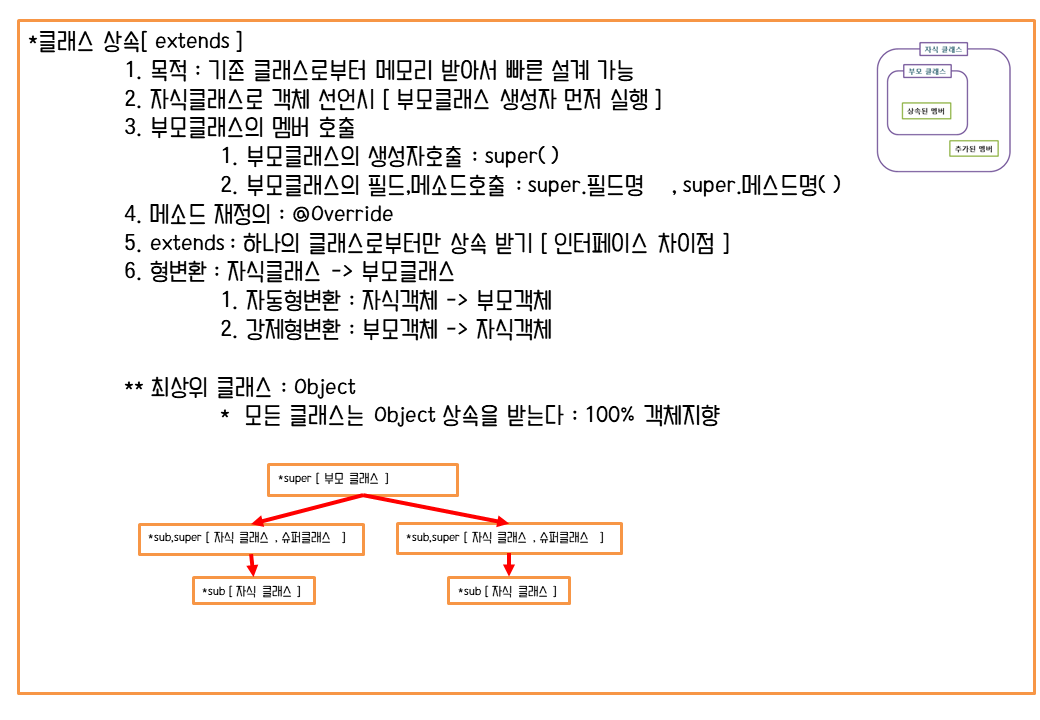 *클래스 상속[ extends ]
1. 목적 : 기존 클래스로부터 메모리 받아서 빠른 설계 가능
2. 자식클래스로 객체 선언시 [ 부모클래스 생성자 먼저 실행 ]
3. 부모클래스의 멤버 호출
1. 부모클래스의 생성자호출 : super( )
2. 부모클래스의 필드,메소드호출 : super.필드명 , super.메스드명( )
4. 메소드 재정의 : @Override
5. extends : 하나의 클래스로부터만 상속 받기 [ 인터페이스 차이점 ]
6. 형변환 : 자식클래스 -> 부모클래스
1. 자동형변환 : 자식객체 -> 부모객체
2. 강제형변환 : 부모객체 -> 자식객체
** 최상위 클래스 : Object
* 모든 클래스는 Object 상속을 받는다 : 100% 객체지향
자식 클래스
부모 클래스
상속된 멤버
추가된 멤버
*super [ 부모 클래스 ]
*sub,super [ 자식 클래스 , 슈퍼클래스 ]
*sub,super [ 자식 클래스 , 슈퍼클래스 ]
*sub [ 자식 클래스 ]
*sub [ 자식 클래스 ]